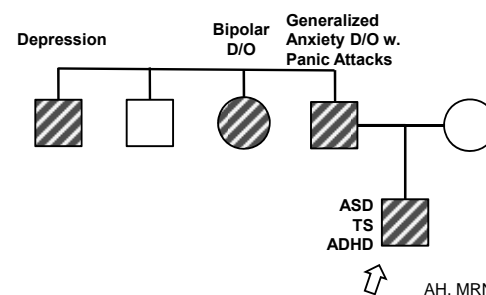 Depression
Bipolar
D/O
Generalized
Anxiety D/O w.
Panic Attacks
ASD
TS
ADHD
AH, MRN